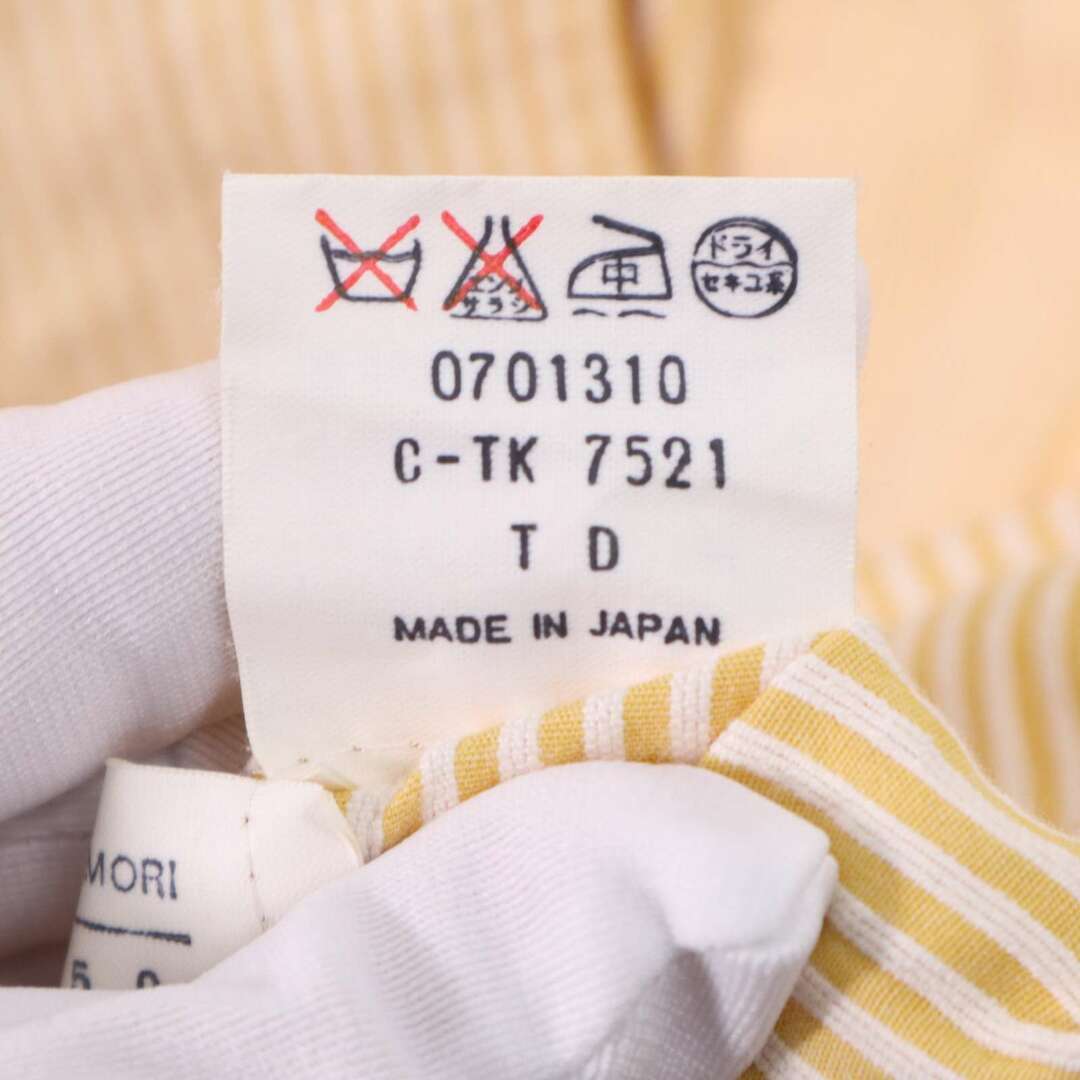 エンソ
サラシ
中
ドライ
セキユ系
0701310
C-TK 7521
T D
MADE IN JAPAN
MORI